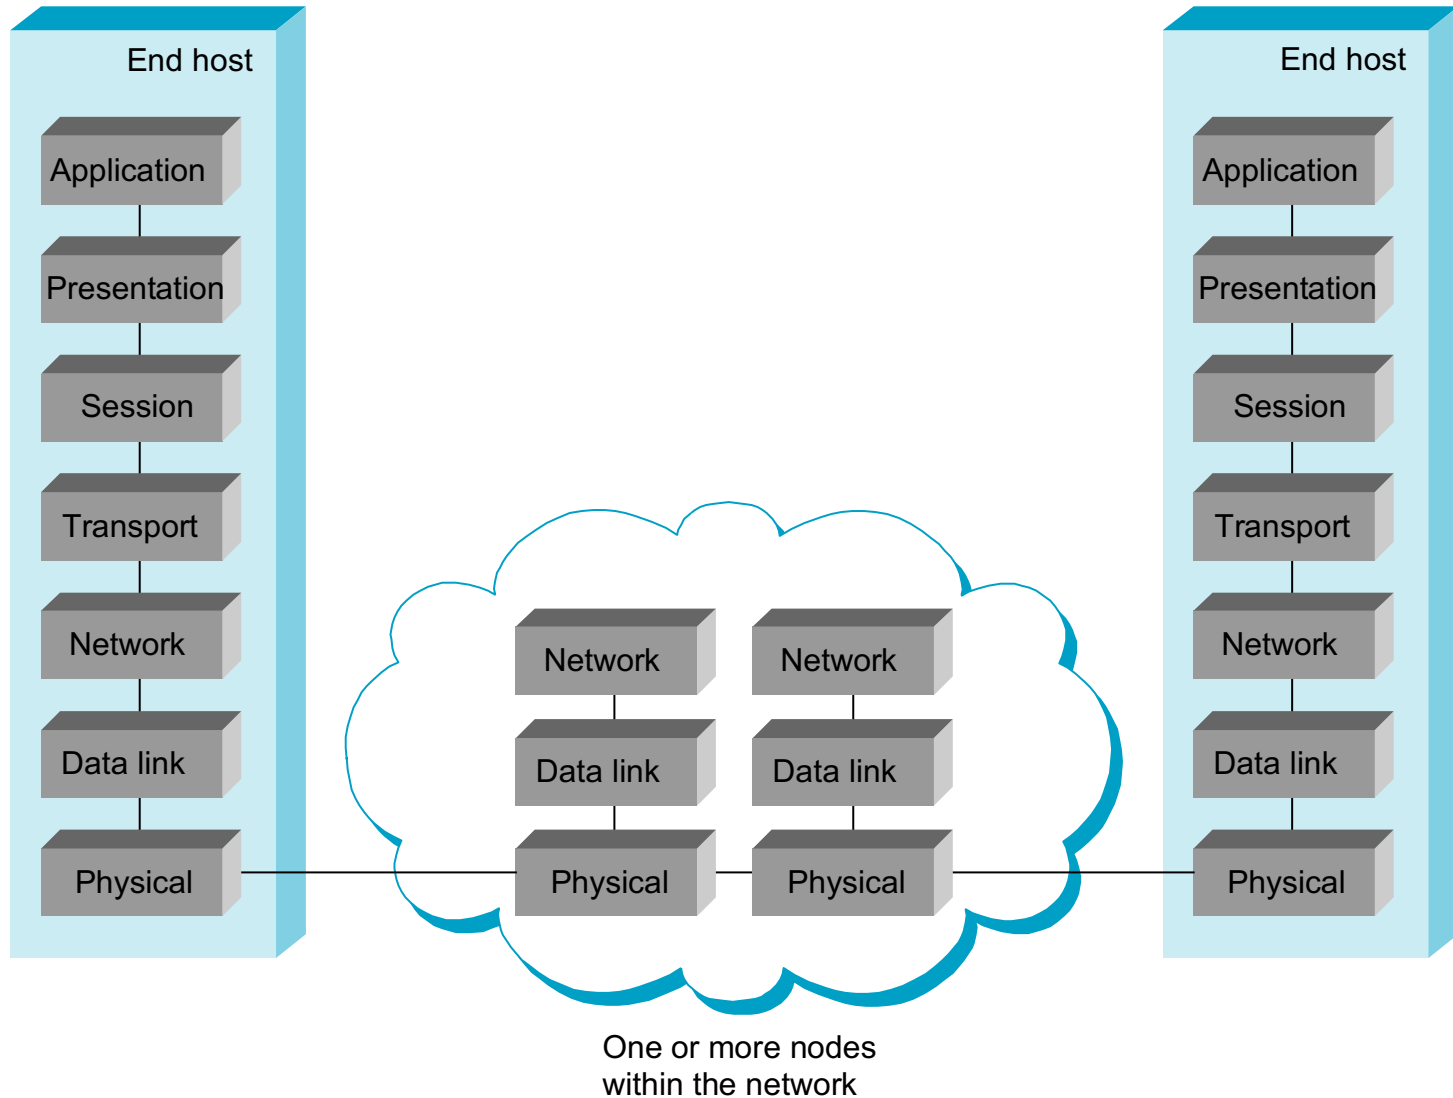 End host
Application
Presentation
Session
Transport
Network
Data link
Physical
Network
Data link
Physical
Network
Data link
Physical
One or more nodes
within the network
End host
Application
Presentation
Session
Transport
Network
Data link
Physical